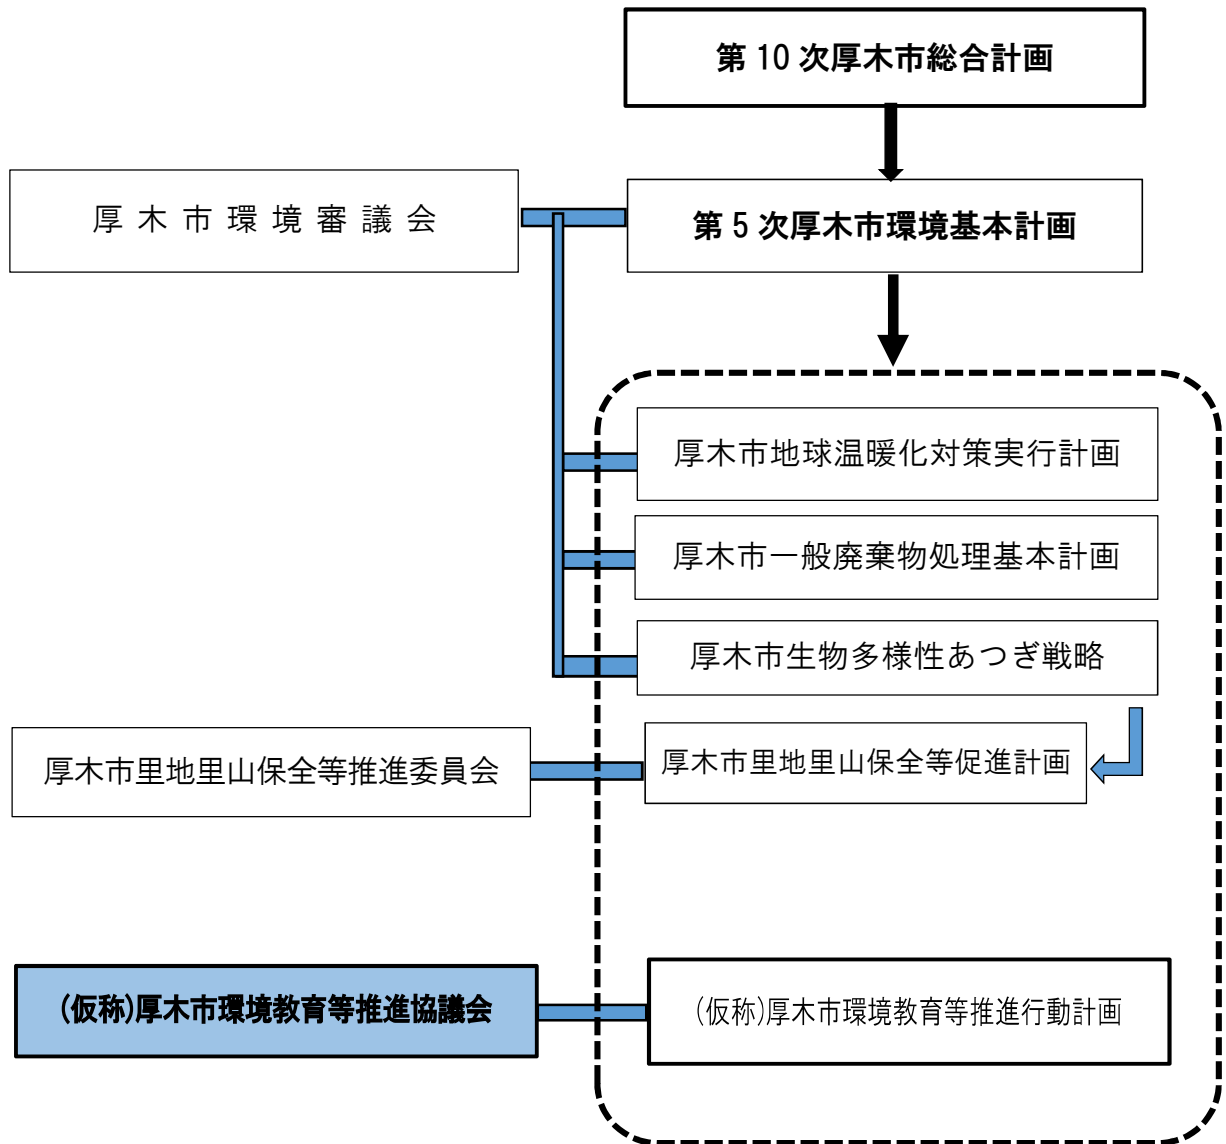 第 10 次厚木市総合計画
厚 木 市 環 境 審 議 会
第 5 次厚木市環境基本計画
厚木市地球温暖化対策実行計画
厚木市一般廃棄物処理基本計画
厚木市生物多様性あつぎ戦略
厚木市里地里山保全等推進委員会
厚木市里地里山保全等促進計画
(仮称)厚木市環境教育等推進協議会
(仮称)厚木市環境教育等推進行動計画